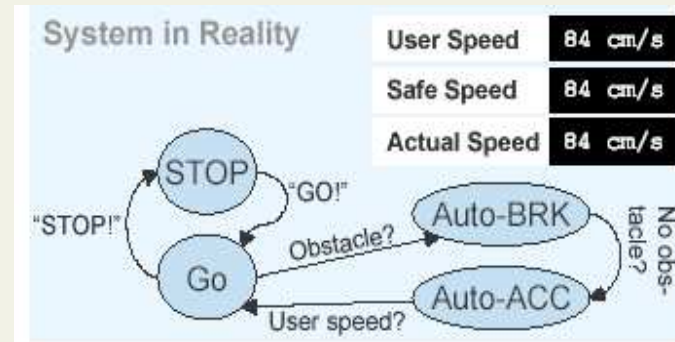 System in Reality
User Speed 84 cm/s
Safe Speed 84 cm/s
Actual Speed 84 cm/s
STOP
"GO!"
"STOP!"
Auto-BRK
Obstacle?
No obs-
tacle?
Go
Auto-ACC
User speed?